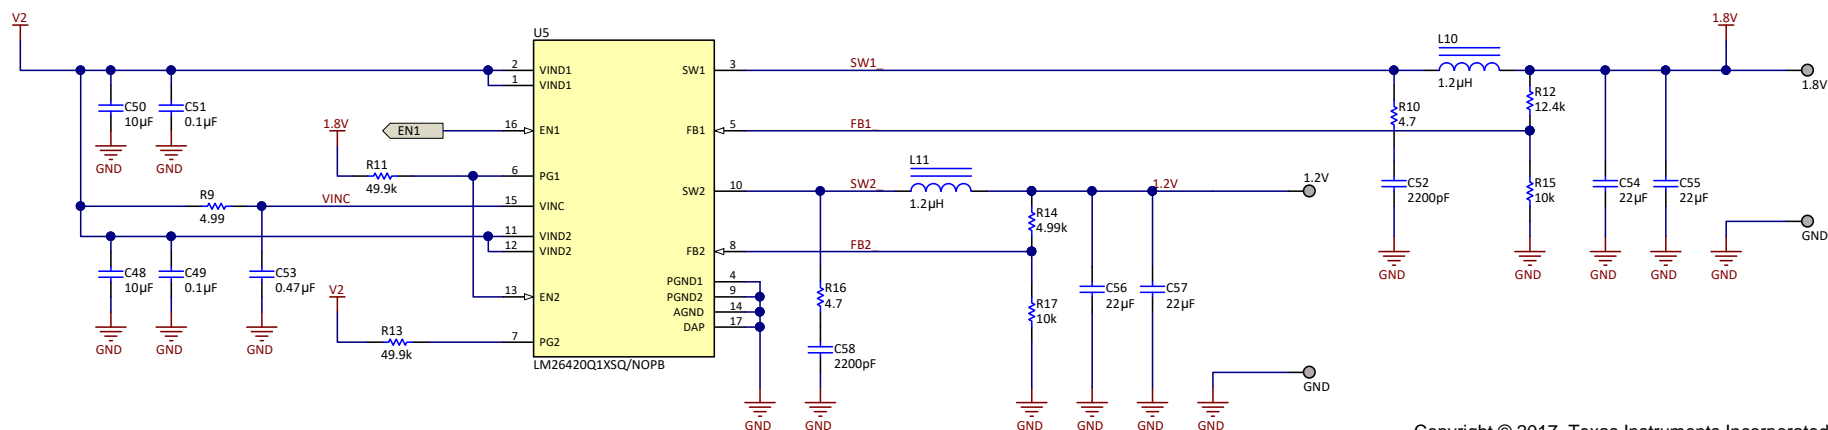 V2
C50
10µF
C51
0.1µF
GND
GND
R9
4.99
VINC
C48
10µF
C49
0.1µF
C53
0.47µF
GND
GND
GND
1.8V
EN1
R11
49.9k
V2
R13
49.9k
U5
2
VIND1
1
VIND1
16
EN1
6
PG1
15
VINC
11
VIND2
12
VIND2
13
EN2
7
PG2
SW1
3
FB1
5
SW2
10
FB2
8
PGND1
4
PGND2
9
AGND
14
DAP
17
LM26420Q1XSQ/NOPB
SW1_
FB1_
L11
SW2_
1.2µH
1.2V
1.2V
FB2_
R14
4.99k
R16
4.7
R17
10k
C56
22µF
C57
22µF
C58
2200pF
GND
GND
GND
GND
GND
GND
GND
L10
1.2µH
1.8V
1.8V
R10
4.7
R12
12.4k
C52
2200pF
R15
10k
C54
22µF
C55
22µF
GND
GND
GND
GND
GND
GND
Copyright © 2017, Texas Instruments Incorporated